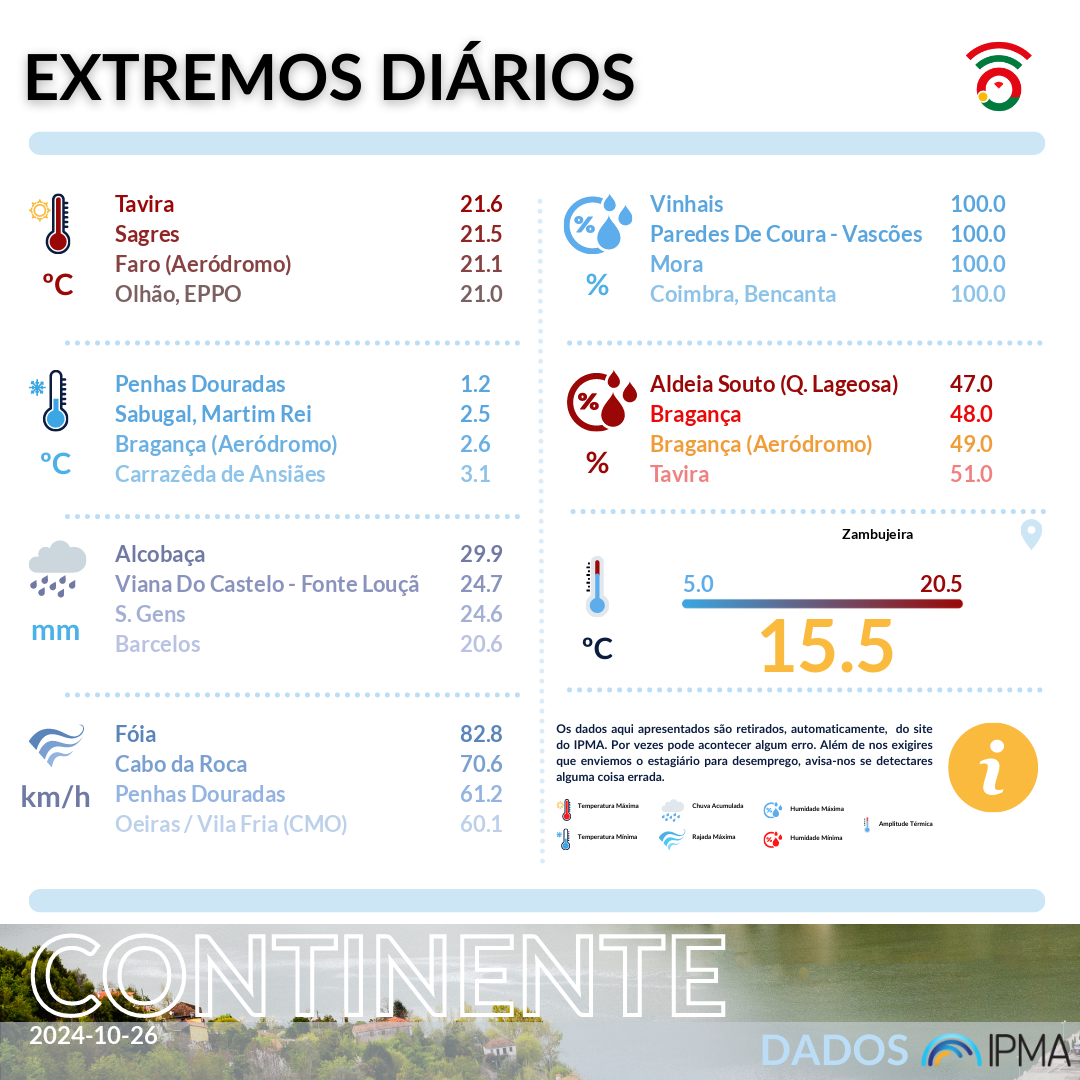 EXTREMOS DIÁRIOS
Tavira 21.6
Sagres 21.5
Faro (Aeródromo) 21.1
Olhão, EPPO 21.0
ºC
Penhas Douradas 1.2
Sabugal, Martim Rei 2.5
Bragança (Aeródromo) 2.6
Carrazêda de Ansiães 3.1
ºC
Alcobaça 29.9
Viana Do Castelo - Fonte Louçã 24.7
S. Gens 24.6
Barcelos 20.6
mm
Fóia 82.8
Cabo da Roca 70.6
Penhas Douradas 61.2
Oeiras / Vila Fria (CMO) 60.1
km/h
%
Vinhais 100.0
Paredes De Coura - Vascões 100.0
Mora 100.0
Coimbra, Bencanta 100.0
%
%
Aldeia Souto (Q. Lageosa) 47.0
Bragança 48.0
Bragança (Aeródromo) 49.0
Tavira 51.0
%
Zambujeira
5.0 20.5
15.5
ºC
Os dados aqui apresentados são retirados, automaticamente, do site
do IPMA. Por vezes pode acontecer algum erro. Além de nos exigires
que enviemos o estagiário para desemprego, avisa-nos se detectares
alguma coisa errada.
i
Temperatura Máxima Chuva Acumulada Humidade Máxima
Amplitude Térmica
Temperatura Mínima Rajada Máxima Humidade Mínima
CONTINENTE
2024-10-26
DADOS IPMA